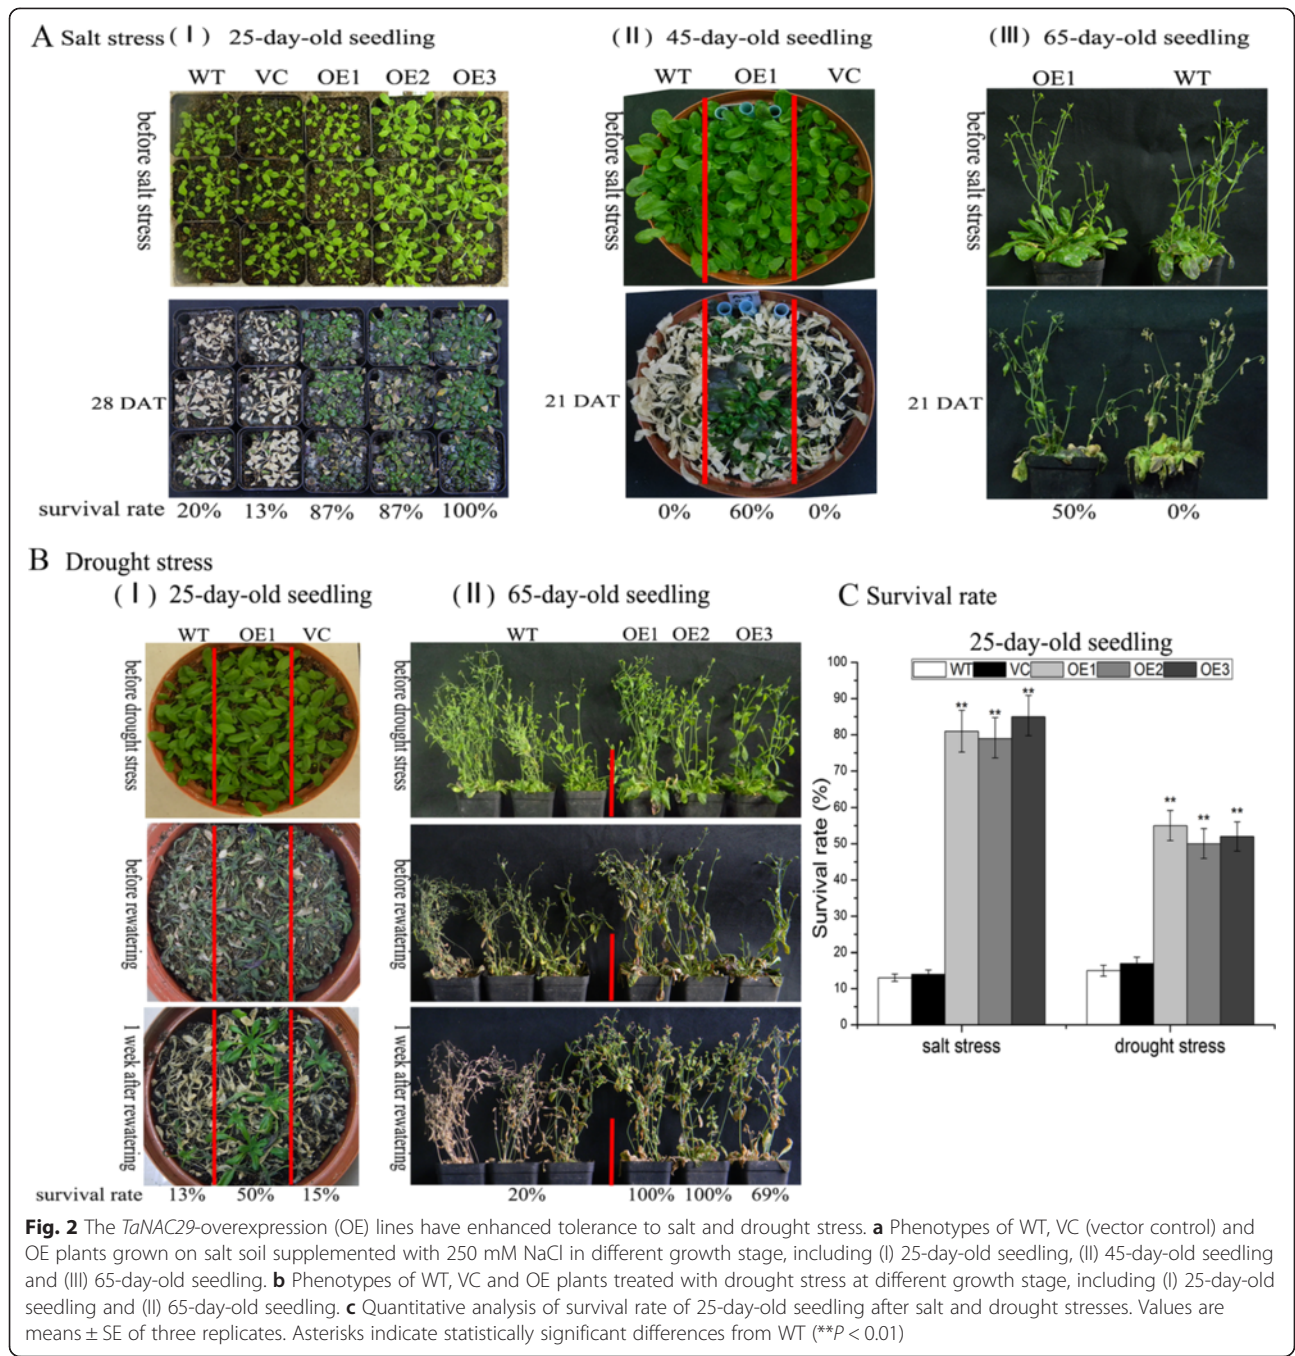 A Salt stress (Ⅰ) 25-day-old seedling
(Ⅱ) 45-day-old seedling
(Ⅲ) 65-day-old seedling
WT VC OE1 OE2 OE3
WT OE1 VC
OE1 WT
before salt stress
before salt stress
before salt stress
28 DAT
21 DAT
21 DAT
survival rate 20% 13% 87% 87% 100%
0% 60% 0%
50% 0%
B Drought stress
(Ⅰ) 25-day-old seedling
(Ⅱ) 65-day-old seedling
WT OE1 VC
WT OE1 OE2 OE3
before drought stress
before drought stress
before rewatering
before rewatering
1 week after rewatering
1 week after rewatering
survival rate 13% 50% 15%
20% 100% 100% 69%
C Survival rate
25-day-old seedling
WT VC OE1 OE2 OE3
Survival rate (%)
100
90
80
70
60
50
40
30
20
10
0
** ** **
** ** **
salt stress drought stress
Fig. 2 The TaNAC29-overexpression (OE) lines have enhanced tolerance to salt and drought stress. a Phenotypes of WT, VC (vector control) and
OE plants grown on salt soil supplemented with 250 mM NaCl in different growth stage, including (I) 25-day-old seedling, (II) 45-day-old seedling
and (III) 65-day-old seedling. b Phenotypes of WT, VC and OE plants treated with drought stress at different growth stage, including (I) 25-day-old
seedling and (II) 65-day-old seedling. c Quantitative analysis of survival rate of 25-day-old seedling after salt and drought stresses. Values are
means ± SE of three replicates. Asterisks indicate statistically significant differences from WT (**P < 0.01)